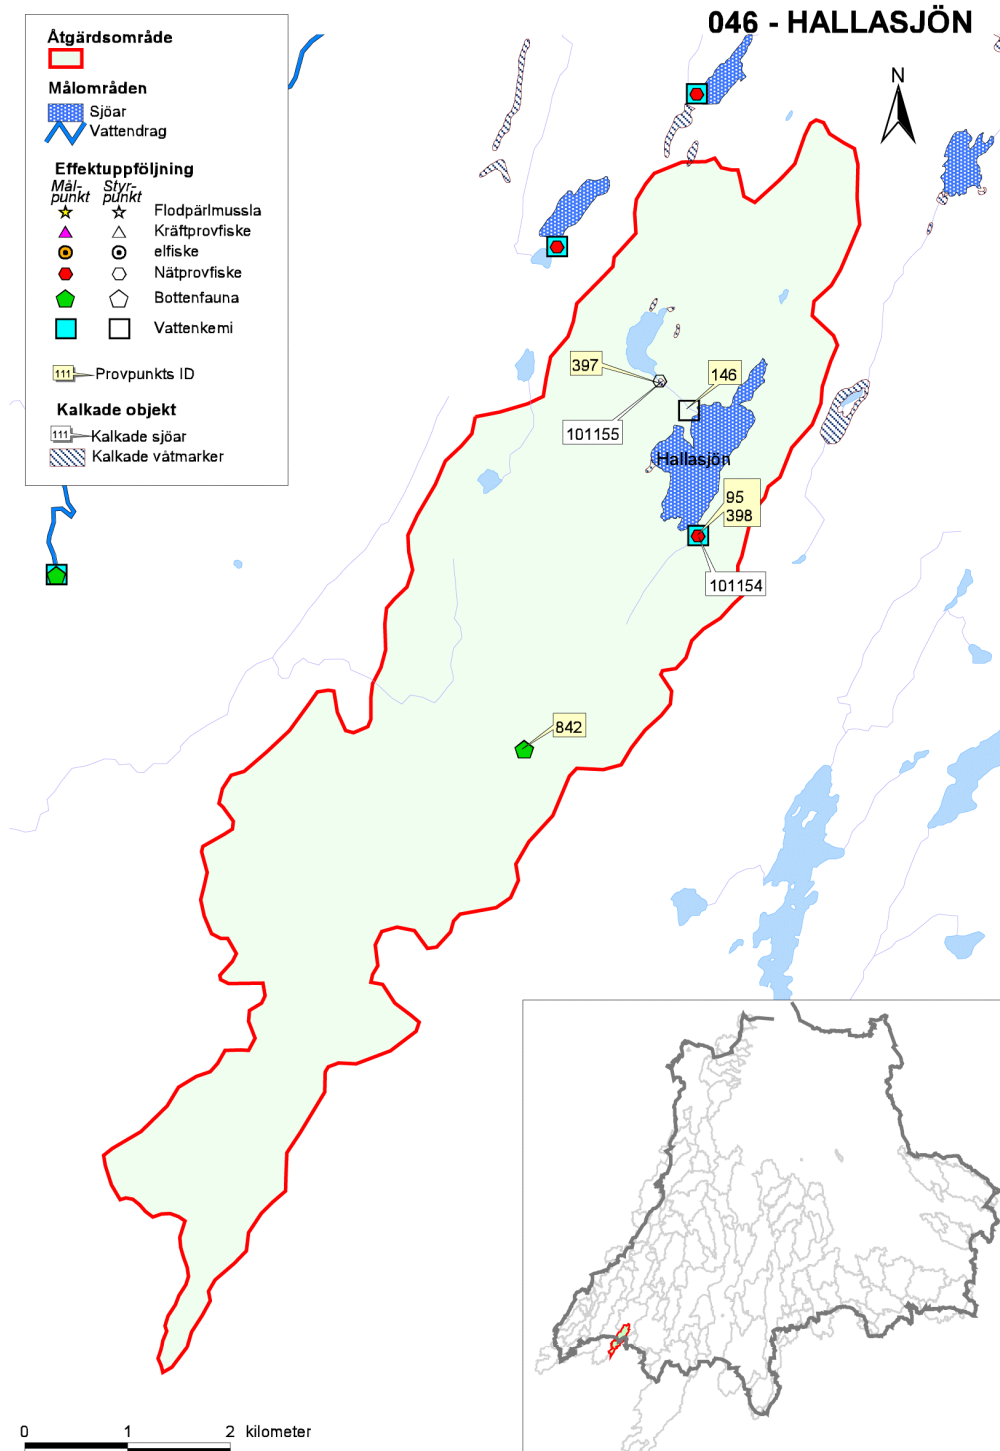 046 - HALLASJÖN
Åtgärdsområde
Målområden
Sjöar
Vattendrag
Effektuppföljning
Mål-
punkt
Styr-
punkt
Flodpärlmussla
Kräftprovfiske
elfiske
Nätprovfiske
Bottenfauna
Vattenkemi
111
Provpunkts ID
Kalkade objekt
111
Kalkade sjöar
Kalkade våtmarker
N
397
146
101155
Hallasjön
95
398
101154
842
0 1 2 kilometer